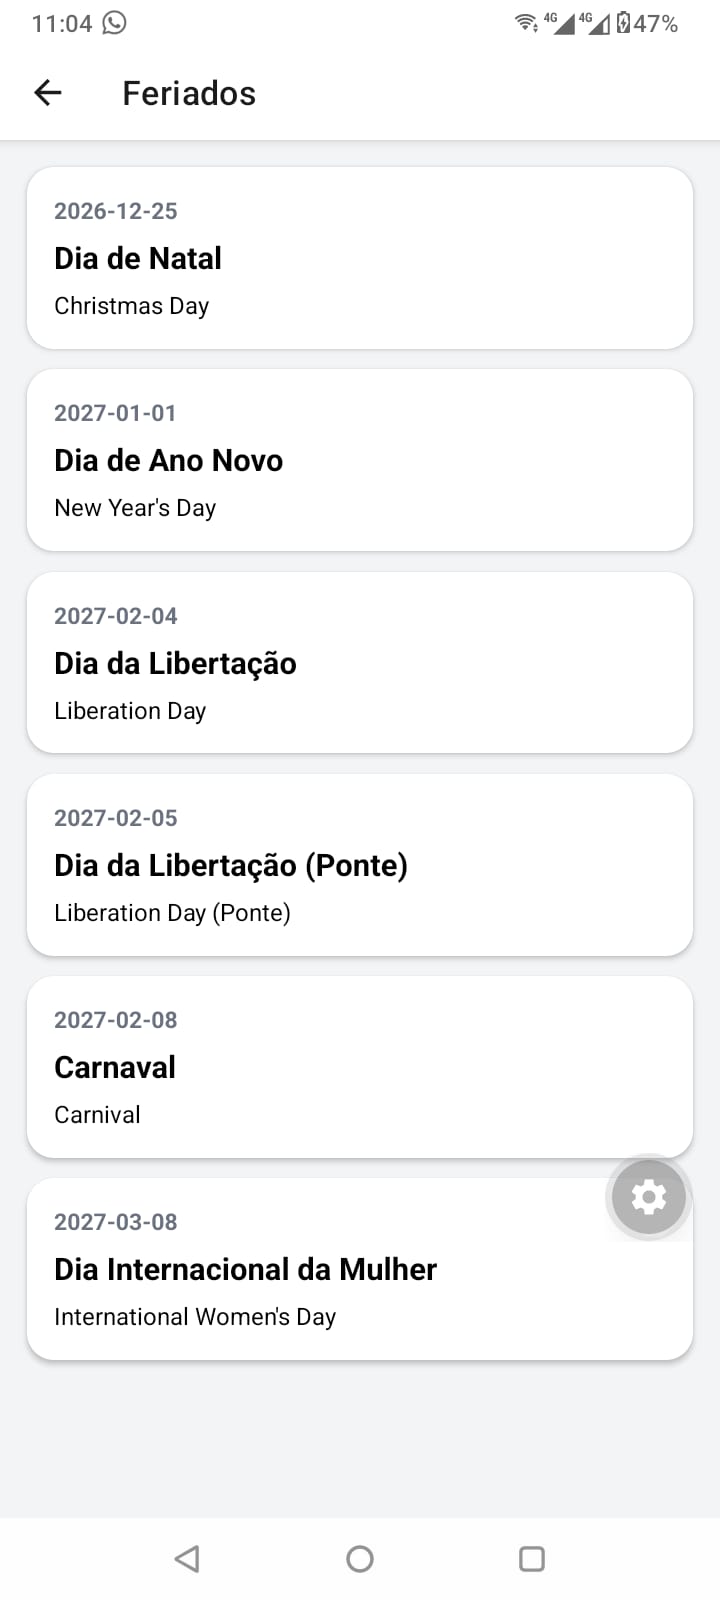 11:04
4G 4G 47%
Feriados
2026-12-25
Dia de Natal
Christmas Day
2027-01-01
Dia de Ano Novo
New Year's Day
2027-02-04
Dia da Libertação
Liberation Day
2027-02-05
Dia da Libertação (Ponte)
Liberation Day (Ponte)
2027-02-08
Carnaval
Carnival
2027-03-08
Dia Internacional da Mulher
International Women's Day